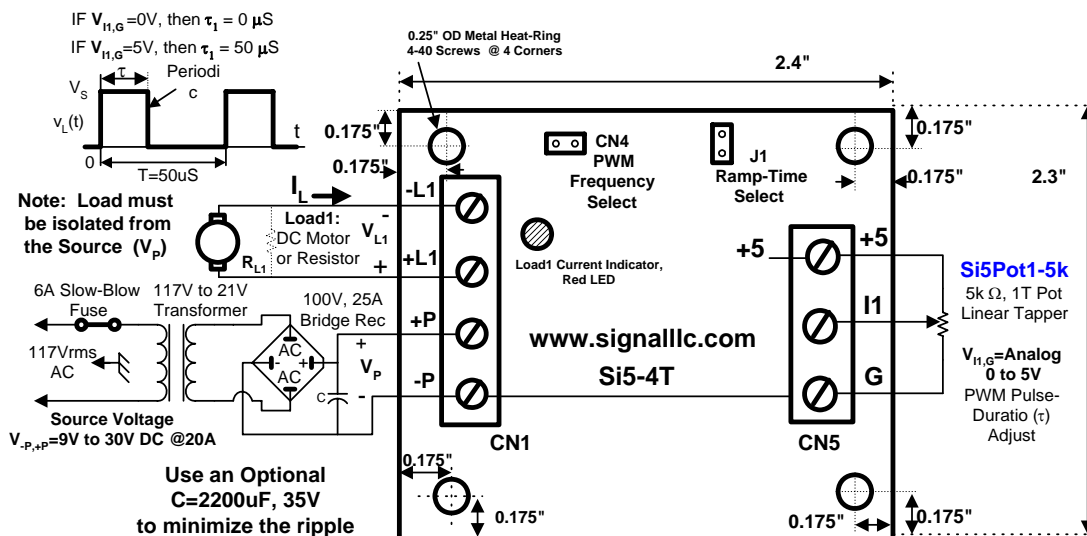 IF V_I1,G =0V, then τ1 = 0 µS
IF V_I1,G=5V, then τ1 = 50 µS
τ
Periodi
c
V_S
v_L(t)
t
0
T=50uS
Note: Load must
be isolated from
the Source (V_P)
0.25" OD Metal Heat-Ring
4-40 Screws @ 4 Corners
2.4"
0.175"
0.175"
0.175"
0.175"
2.3"
CN4
PWM
Frequency
Select
J1
Ramp-Time
Select
I_L
-L1
Load1:
DC Motor
or Resistor
-
V_L1
+
R_L1
+L1
Load1 Current Indicator,
Red LED
+5
+5
I1
G
Si5Pot1-5k
5k Ω, 1T Pot
Linear Tapper
V_I1,G=Analog
0 to 5V
PWM Pulse-
Duratio (τ)
Adjust
6A Slow-Blow
Fuse
117V to 21V
Transformer
100V, 25A
Bridge Rec
117Vrms
AC
AC
-
+
AC
C
+
V_P
-
+P
-P
www.signalllc.com
Si5-4T
Source Voltage
V_-P,+P=9V to 30V DC @20A
CN1
CN5
Use an Optional
C=2200uF, 35V
to minimize the ripple
0.175"
0.175"
0.175"
0.175"